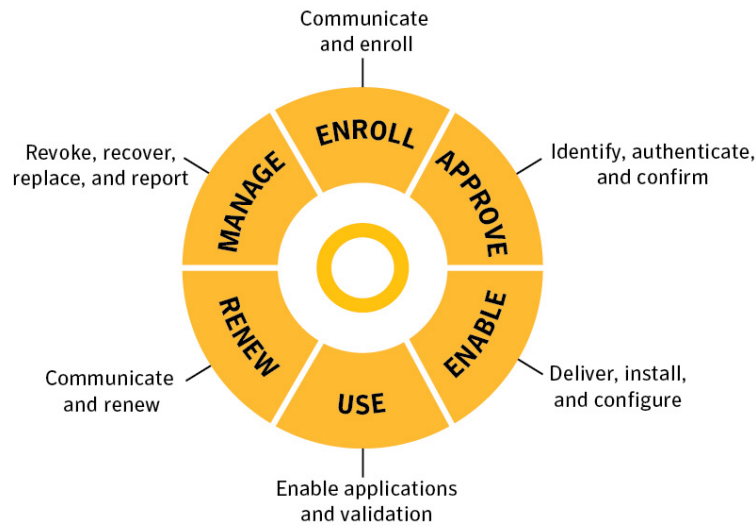 Communicate
and enroll
ENROLL
Identify, authenticate,
and confirm
APPROVE
Deliver, install,
and configure
ENABLE
Enable applications
and validation
USE
Communicate
and renew
RENEW
Revoke, recover,
replace, and report
MANAGE